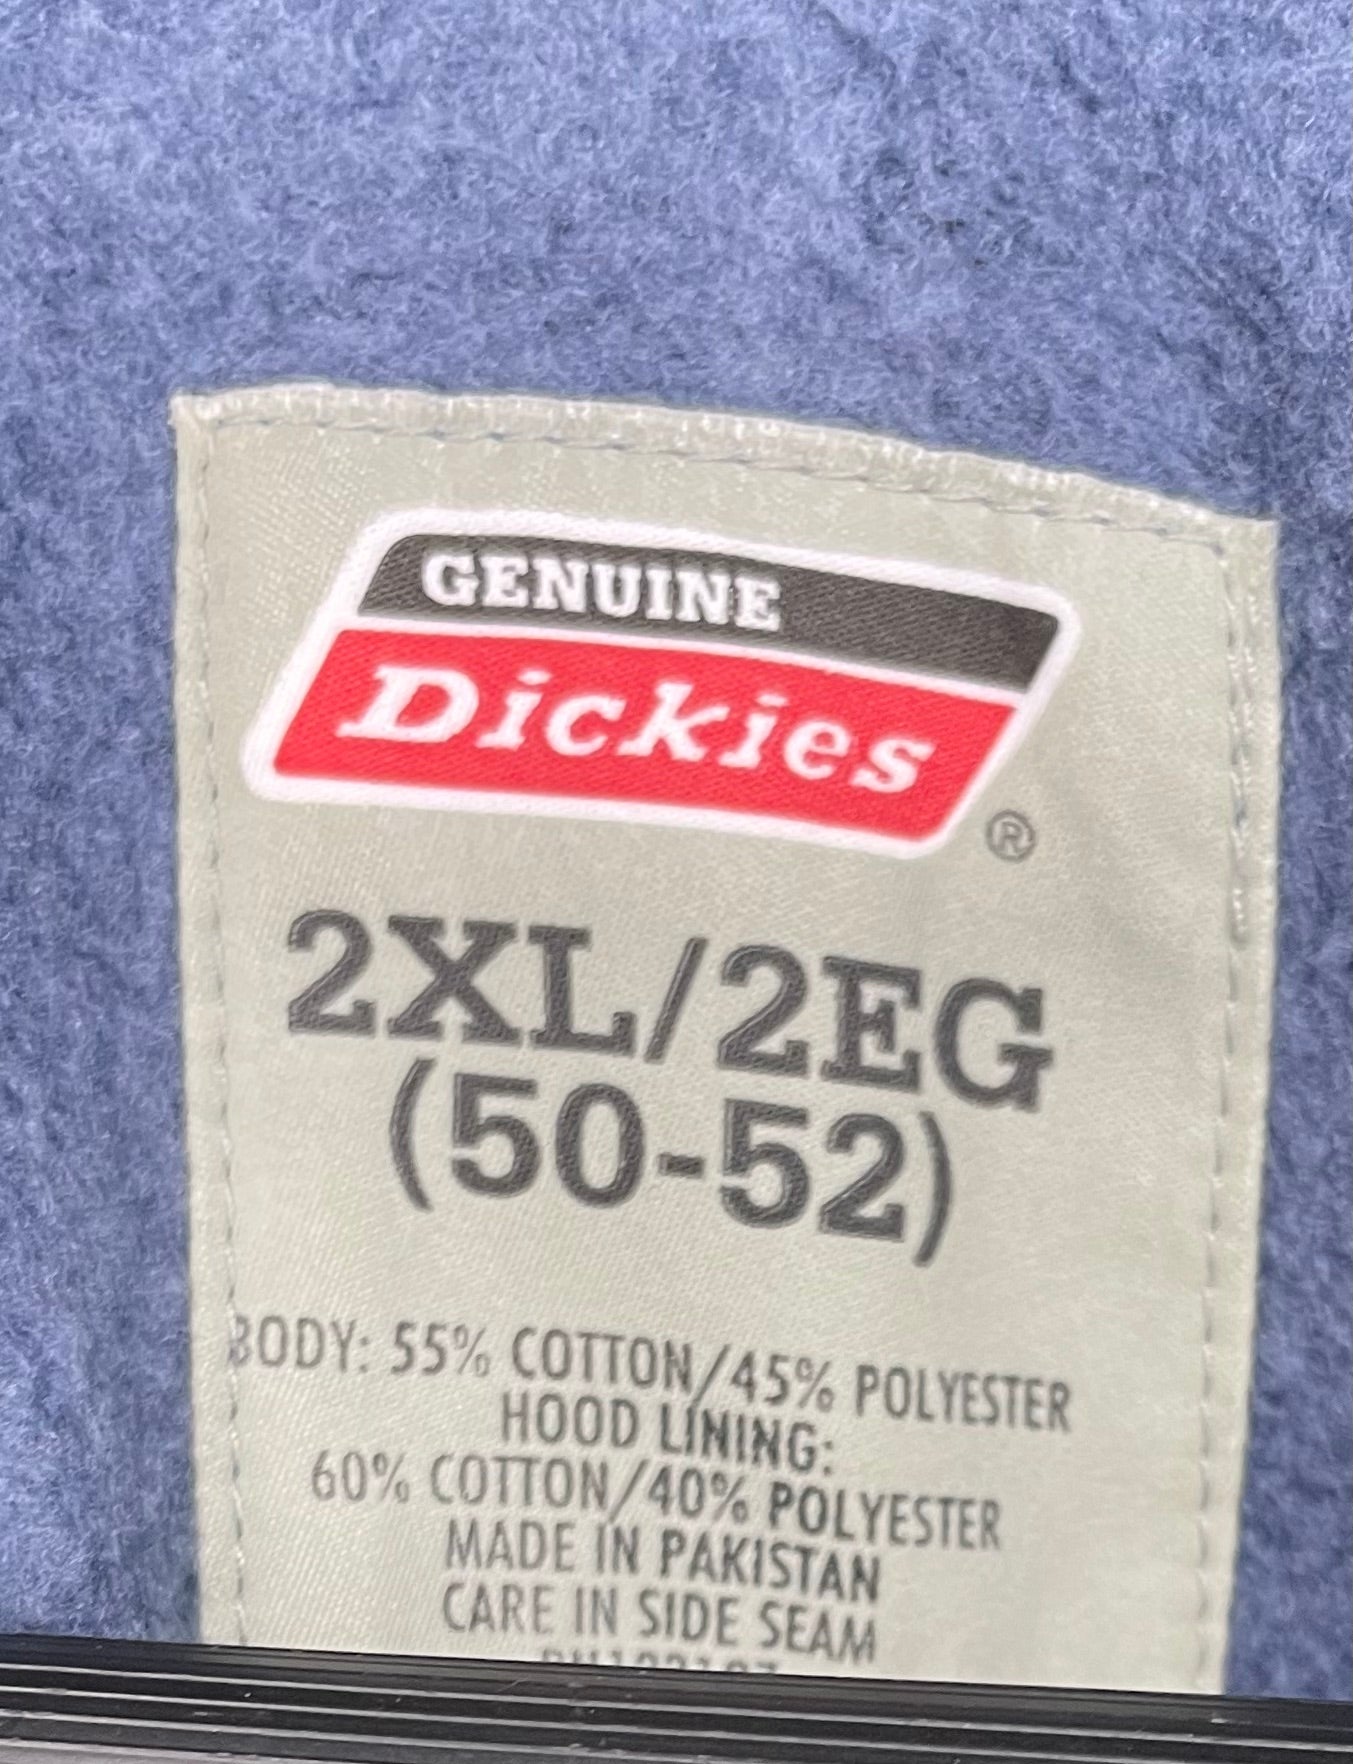 GENUINE
Dickies
®
2XL/2EG
(50-52)
BODY: 55% COTTON/45% POLYESTER
HOOD LINING:
60% COTTON/40% POLYESTER
MADE IN PAKISTAN
CARE IN SIDE SEAM